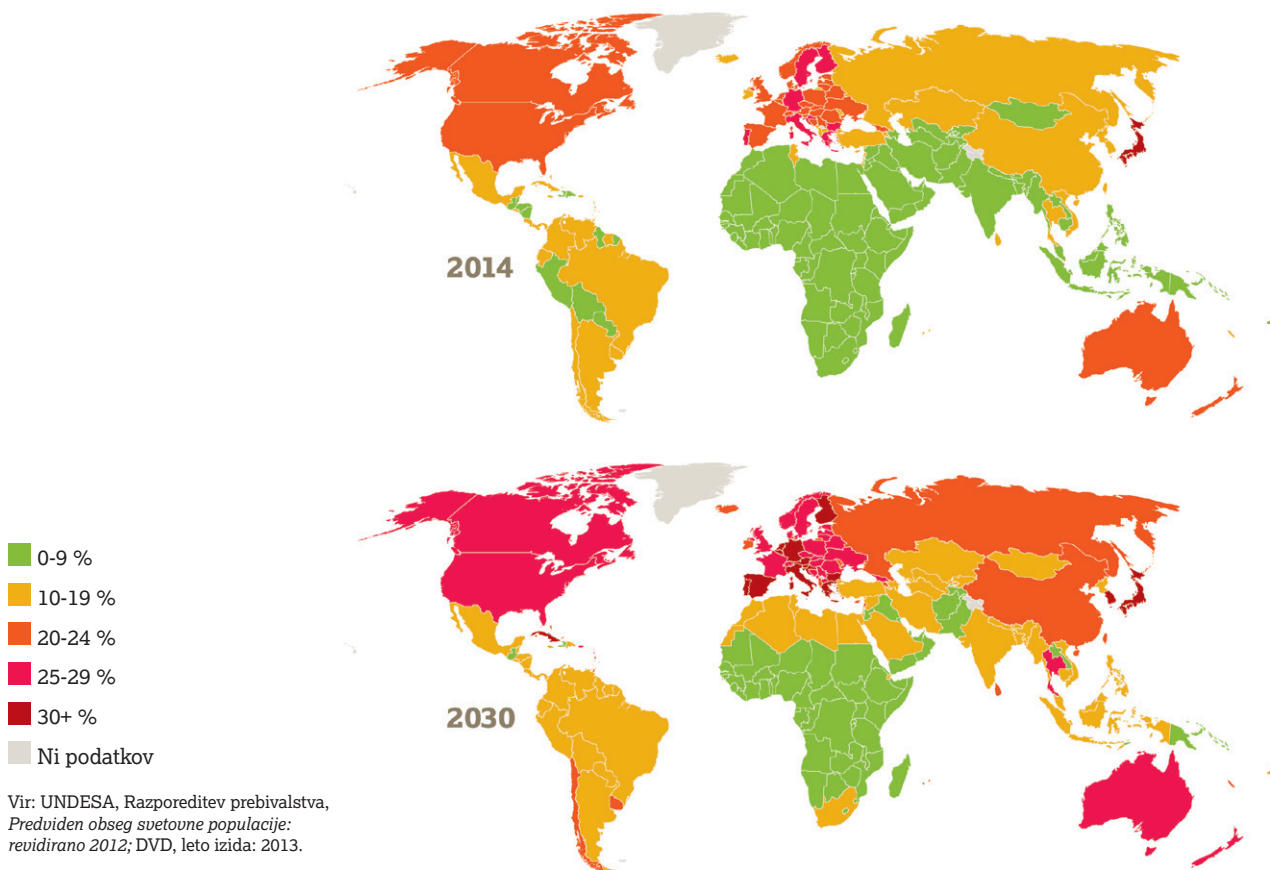 2014
2030
0-9 %
10-19 %
20-24 %
25-29 %
30+ %
Ni podatkov
Vir: UNDESA, Razporeditev prebivalstva,
Predviden obseg svetovne populacije:
revidirano 2012; DVD, leto izida: 2013.